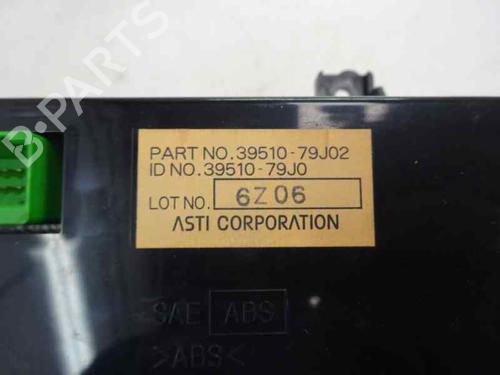 B-PARTS
PART NO.39510-79J02
ID NO.39510-79J0
LOT NO. 6Z06
ASTI CORPORATION
SAE ABS
>ABS<